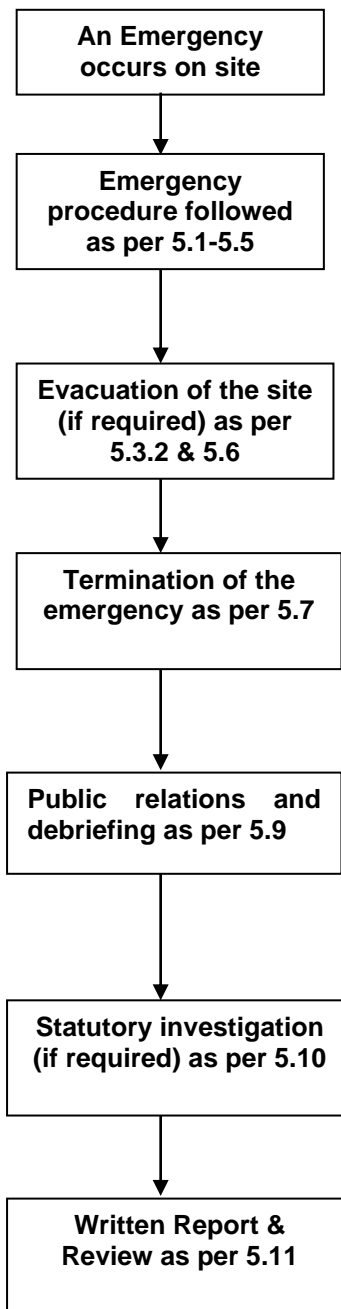 An Emergency
occurs on site
Emergency
procedure followed
as per 5.1-5.5
Evacuation of the site
(if required) as per
5.3.2 & 5.6
Termination of the
emergency as per 5.7
Public relations and
debriefing as per 5.9
Statutory investigation
(if required) as per 5.10
Written Report &
Review as per 5.11